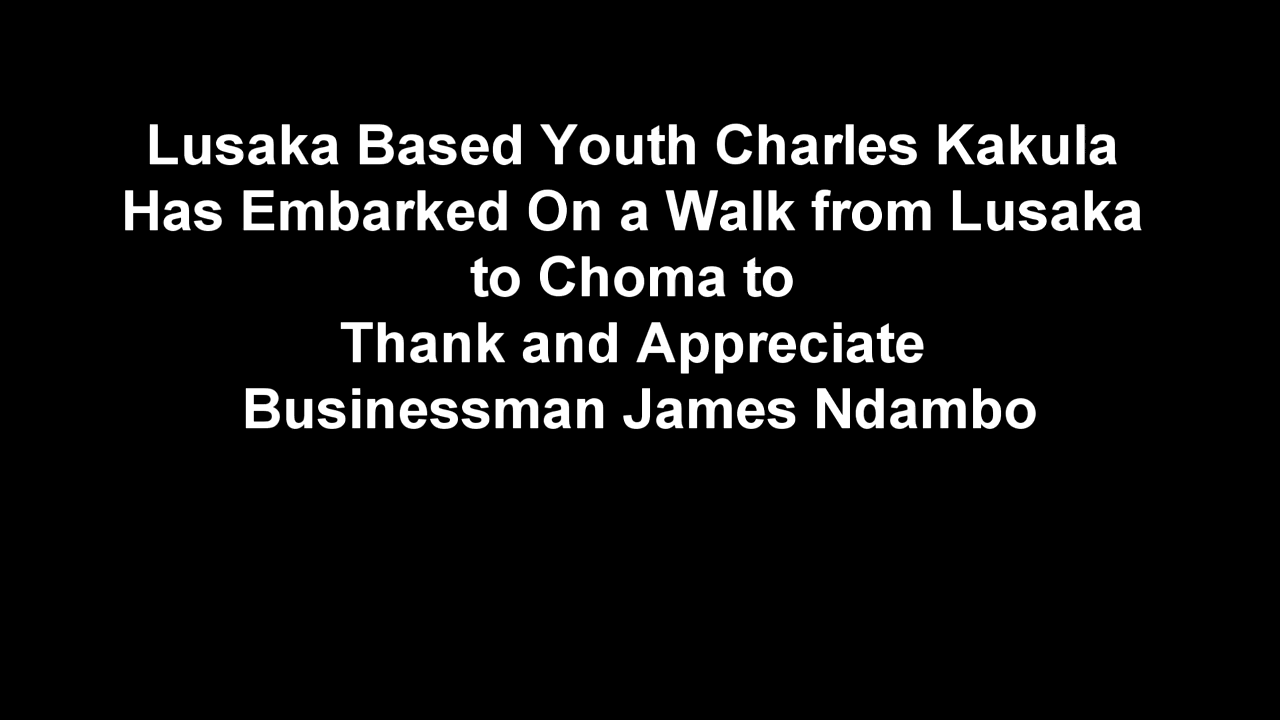 Lusaka Based Youth Charles Kakula
Has Embarked On a Walk from Lusaka
to Choma to
Thank and Appreciate
Businessman James Ndambo